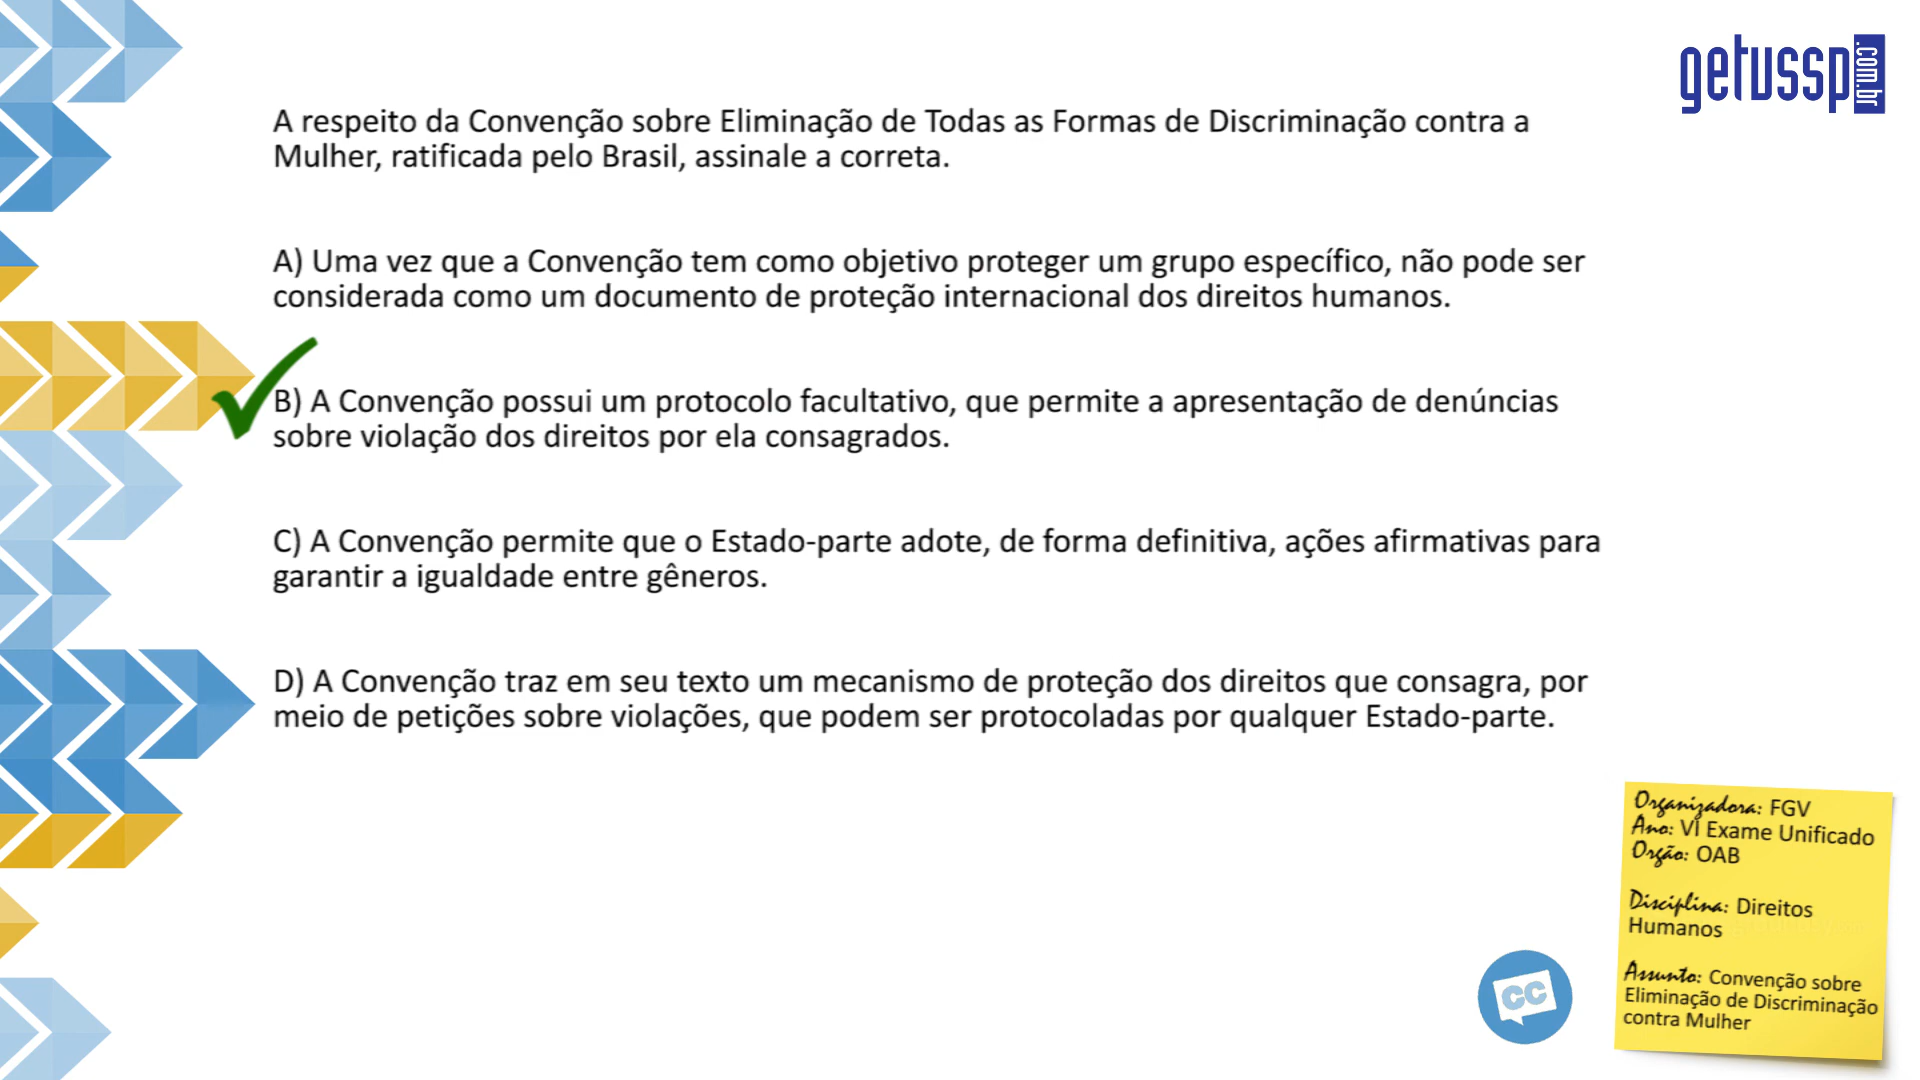 getussp.com.br
A respeito da Convenção sobre Eliminação de Todas as Formas de Discriminação contra a
Mulher, ratificada pelo Brasil, assinale a correta.
A) Uma vez que a Convenção tem como objetivo proteger um grupo específico, não pode ser
considerada como um documento de proteção internacional dos direitos humanos.
B) A Convenção possui um protocolo facultativo, que permite a apresentação de denúncias
sobre violação dos direitos por ela consagrados.
C) A Convenção permite que o Estado-parte adote, de forma definitiva, ações afirmativas para
garantir a igualdade entre gêneros.
D) A Convenção traz em seu texto um mecanismo de proteção dos direitos que consagra, por
meio de petições sobre violações, que podem ser protocoladas por qualquer Estado-parte.
Organizadora: FGV
Ano: VI Exame Unificado
Orgão: OAB
Disciplina: Direitos
Humanos
Assunto: Convenção sobre
Eliminação de Discriminação
contra Mulher
CC